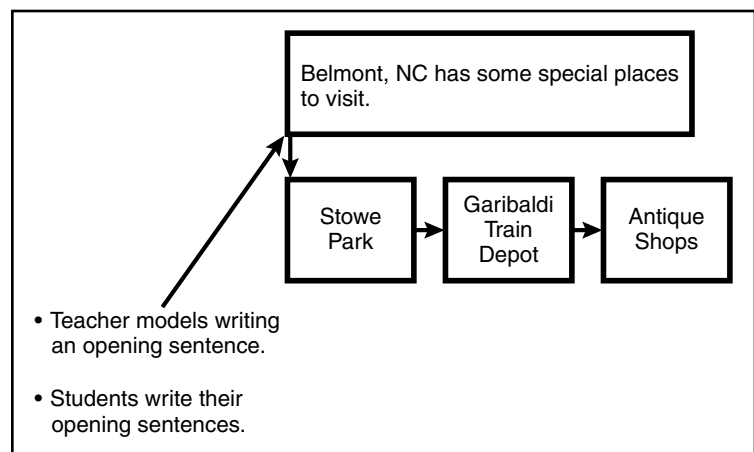 Belmont, NC has some special places
to visit.
Stowe
Park
Garibaldi
Train
Depot
Antique
Shops
• Teacher models writing
an opening sentence.
• Students write their
opening sentences.